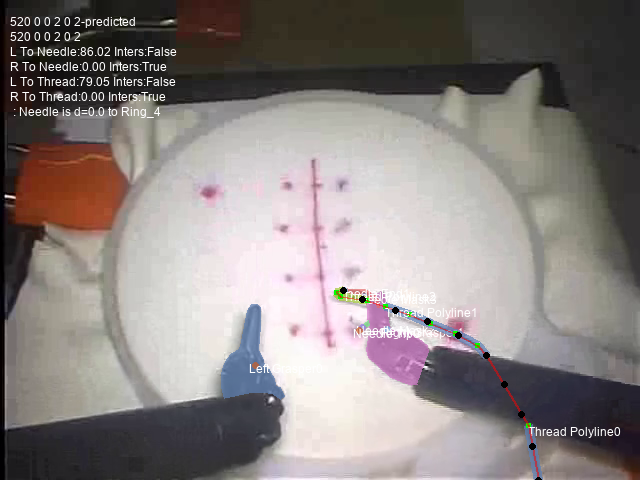 520 0 0 2 0 2-predicted
520 0 0 2 0 2
L To Needle:86.02 Inters:False
R To Needle:0.00 Inters:True
L To Thread:79.05 Inters:False
R To Thread:0.00 Inters:True
: Needle is d=0.0 to Ring_4
Thread Polyline1
Left
Thread Polyline0